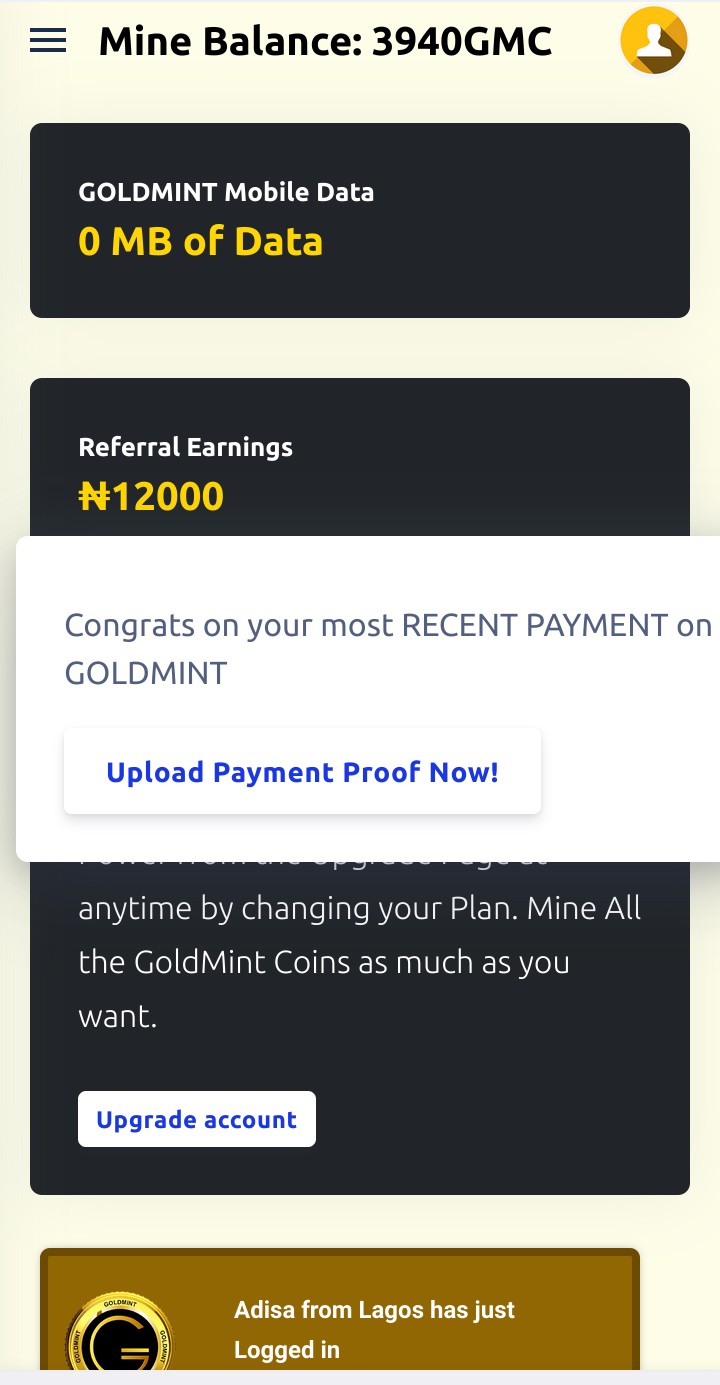 Mine Balance: 3940GMC
GOLDMINT Mobile Data
0 MB of Data
Referral Earnings
₦12000
Congrats on your most RECENT PAYMENT on
GOLDMINT
Upload Payment Proof Now!
anytime by changing your Plan. Mine All
the GoldMint Coins as much as you
want.
Upgrade account
GOLDMINT
GOLDMINT
GOLDMINT
G
Adisa from Lagos has just
Logged in